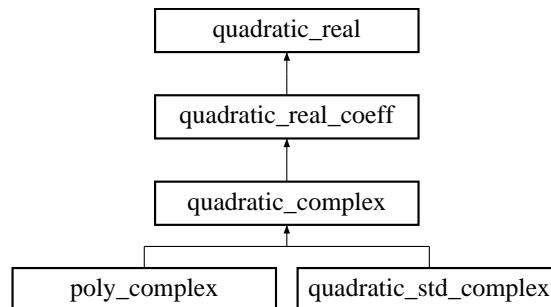 quadratic_real
quadratic_real_coeff
quadratic_complex
poly_complex
quadratic_std_complex